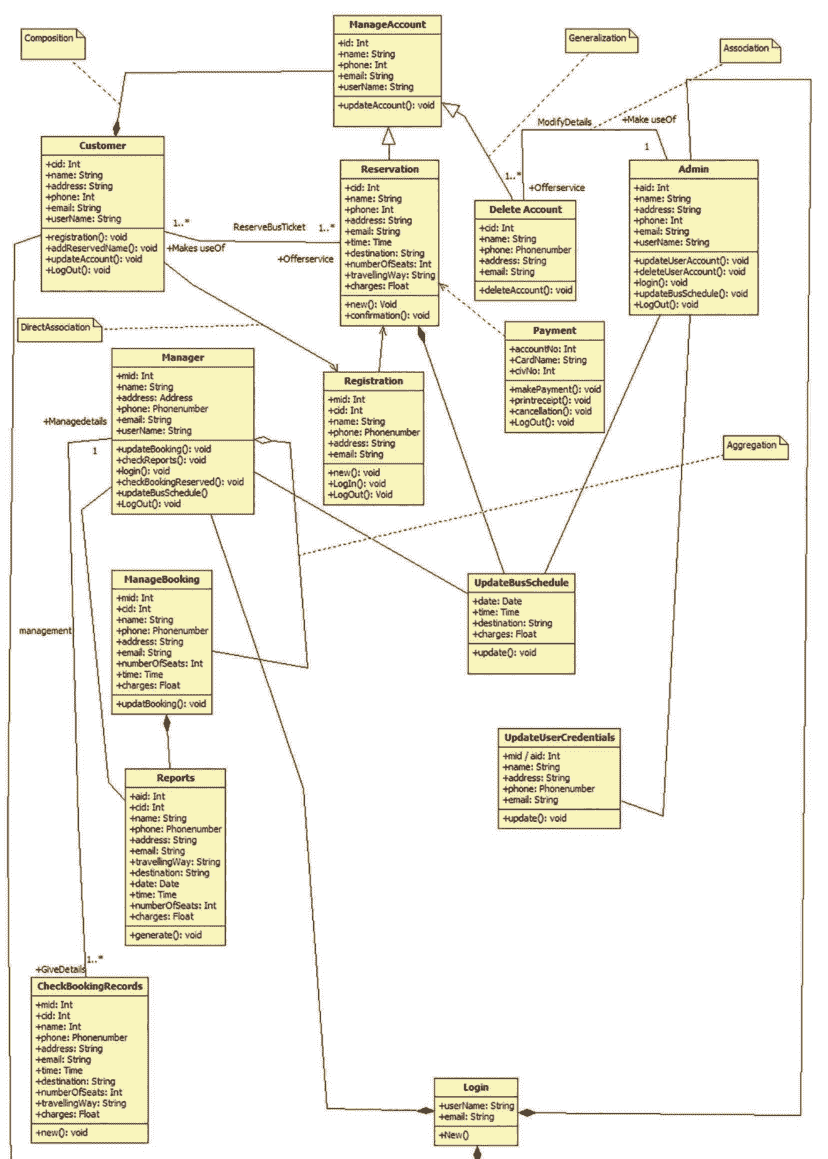 Composition
ManageAccount
+id: Int
+name: String
+phone: Int
+email: String
+userName: String
+updateAccount(): void
Generalization
Association
Customer
+cid: Int
+name: String
+address: String
+phone: Int
+email: String
+userName: String
+registration(): void
+addReservedName(): void
+updateAccount(): void
+LogOut(): void
1..*
ReserveBusTicket
1..*
+Makes useOf
+Offerservice
Reservation
+cid: Int
+name: String
+phone: Int
+address: String
+email: String
+time: Time
+destination: String
+numberOfSeats: Int
+travellingWay: String
+charges: Float
+new(): Void
+confirmation(): void
ModifyDetails
+Make useOf
1..*
1
+Offerservice
Delete Account
+cid: Int
+name: String
+phone: Phonenumber
+address: String
+email: String
+deleteAccount(): void
Admin
+aid: Int
+name: String
+address: String
+phone: Int
+email: String
+userName: String
+updateUserAccount(): void
+deleteUserAccount(): void
+login(): void
+updateBusSchedule(): void
+LogOut(): void
DirectAssociation
Payment
+accountNo: Int
+CardName: String
+civNo: Int
+makePayment(): void
+printreceipt(): void
+cancellation(): void
+LogOut(): void
Manager
+mid: Int
+name: String
+address: Address
+phone: Phonenumber
+email: String
+userName: String
+updateBooking(): void
+checkReports(): void
+login(): void
+checkBookingReserved(): void
+updateBusSchedule()
+LogOut(): void
+Managedetails
1
Registration
+mid: Int
+cid: Int
+name: String
+phone: Phonenumber
+address: String
+email: String
+new(): void
+LogIn(): void
+LogOut(): Void
Aggregation
ManageBooking
+mid: Int
+cid: Int
+name: String
+phone: Phonenumber
+address: String
+email: String
+numberOfSeats: Int
+time: Time
+charges: Float
+updatBooking(): void
management
UpdateBusSchedule
+date: Date
+time: Time
+destination: String
+charges: Float
+update(): void
UpdateUserCredentials
+mid / aid: Int
+name: String
+address: String
+phone: Phonenumber
+email: String
+update(): void
Reports
+aid: Int
+cid: Int
+name: String
+phone: Phonenumber
+address: String
+email: String
+travellingWay: String
+destination: String
+date: Date
+time: Time
+numberOfSeats: Int
+charges: Float
+generate(): void
1..*
+GiveDetails
CheckBookingRecords
+mid: Int
+cid: Int
+name: Int
+phone: Phonenumber
+address: String
+email: String
+time: Time
+destination: String
+numberOfSeats: Int
+travellingWay: String
+charges: Float
+new(): void
Login
+userName: String
+email: String
+New()